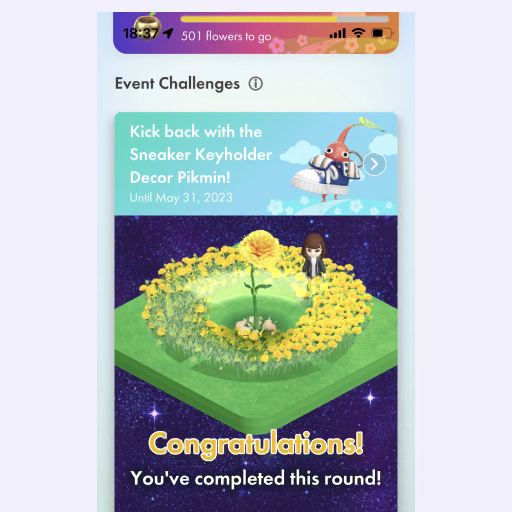 18:37
501 flowers to go
Event Challenges
Kick back with the
Sneaker Keyholder
Decor Pikmin!
Until May 31, 2023
Congratulations!
You've completed this round!